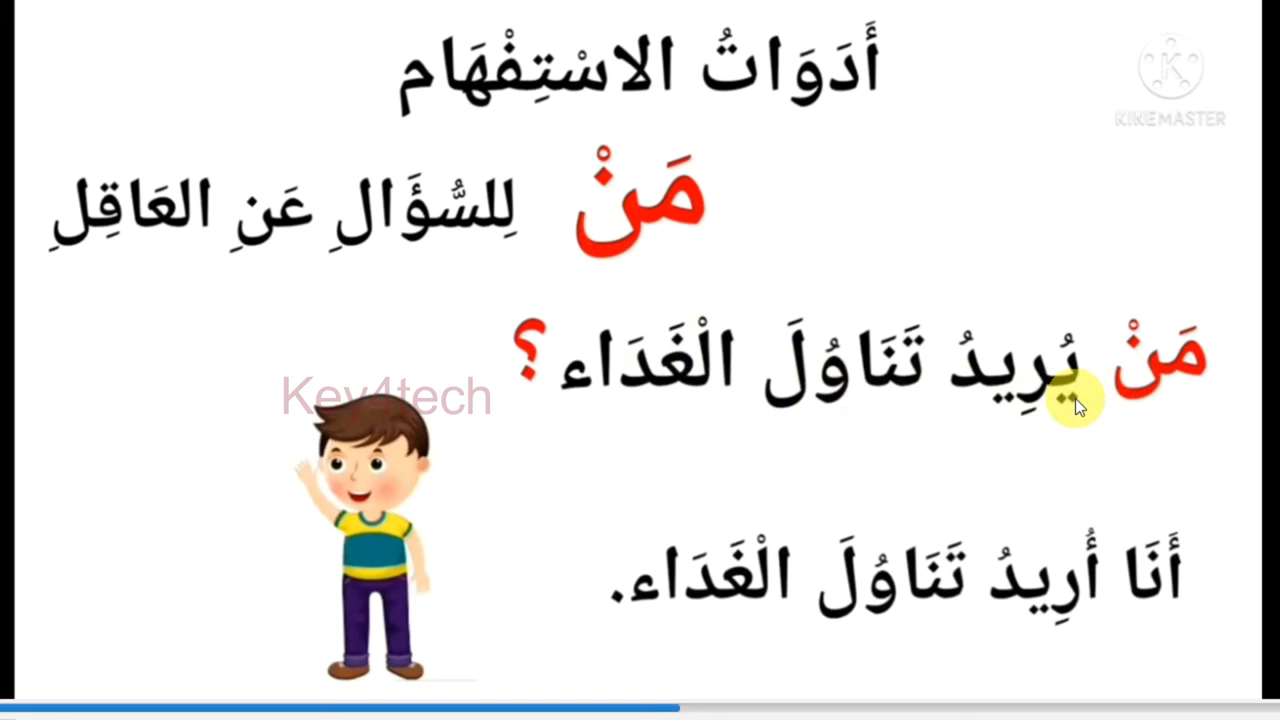 أَدَوَاتُ الاسْتِفْهَام
KINEMASTER
مَنْ لِلسُّؤَالِ عَنِ العَاقِلِ
مَنْ يُرِيدُ تَنَاوُلَ الْغَدَاء ؟
Key4tech
أَنَا أُرِيدُ تَنَاوُلَ الْغَدَاء.